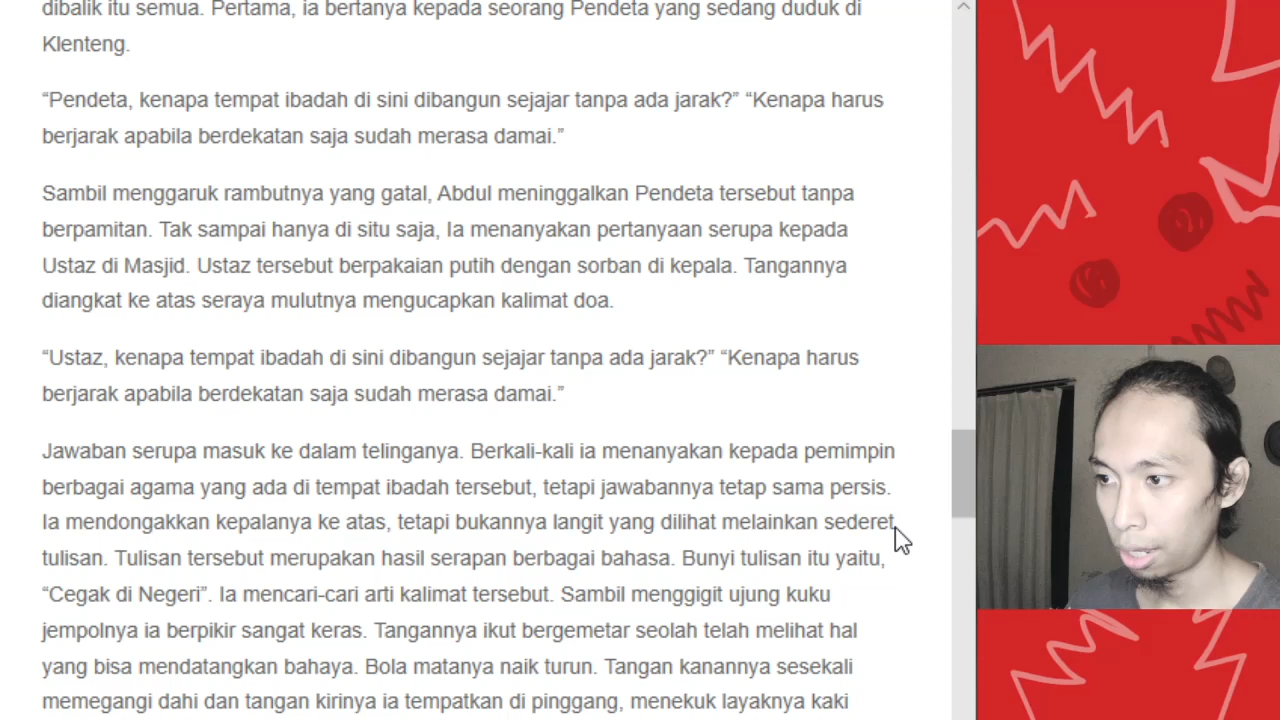 dibalik itu semua. Pertama, ia bertanya kepada seorang Pendeta yang sedang duduk di
Klenteng.
“Pendeta, kenapa tempat ibadah di sini dibangun sejajar tanpa ada jarak?” “Kenapa harus
berjarak apabila berdekatan saja sudah merasa damai.”
Sambil menggaruk rambutnya yang gatal, Abdul meninggalkan Pendeta tersebut tanpa
berpamitan. Tak sampai hanya di situ saja, Ia menanyakan pertanyaan serupa kepada
Ustaz di Masjid. Ustaz tersebut berpakaian putih dengan sorban di kepala. Tangannya
diangkat ke atas seraya mulutnya mengucapkan kalimat doa.
“Ustaz, kenapa tempat ibadah di sini dibangun sejajar tanpa ada jarak?” “Kenapa harus
berjarak apabila berdekatan saja sudah merasa damai.”
Jawaban serupa masuk ke dalam telinganya. Berkali-kali ia menanyakan kepada pemimpin
berbagai agama yang ada di tempat ibadah tersebut, tetapi jawabannya tetap sama persis.
Ia mendongakkan kepalanya ke atas, tetapi bukannya langit yang dilihat melainkan sederet
tulisan. Tulisan tersebut merupakan hasil serapan berbagai bahasa. Bunyi tulisan itu yaitu,
“Cegak di Negeri”. Ia mencari-cari arti kalimat tersebut. Sambil menggigit ujung kuku
jempolnya ia berpikir sangat keras. Tangannya ikut bergemetar seolah telah melihat hal
yang bisa mendatangkan bahaya. Bola matanya naik turun. Tangan kanannya sesekali
memegangi dahi dan tangan kirinya ia tempatkan di pinggang, menekuk layaknya kaki